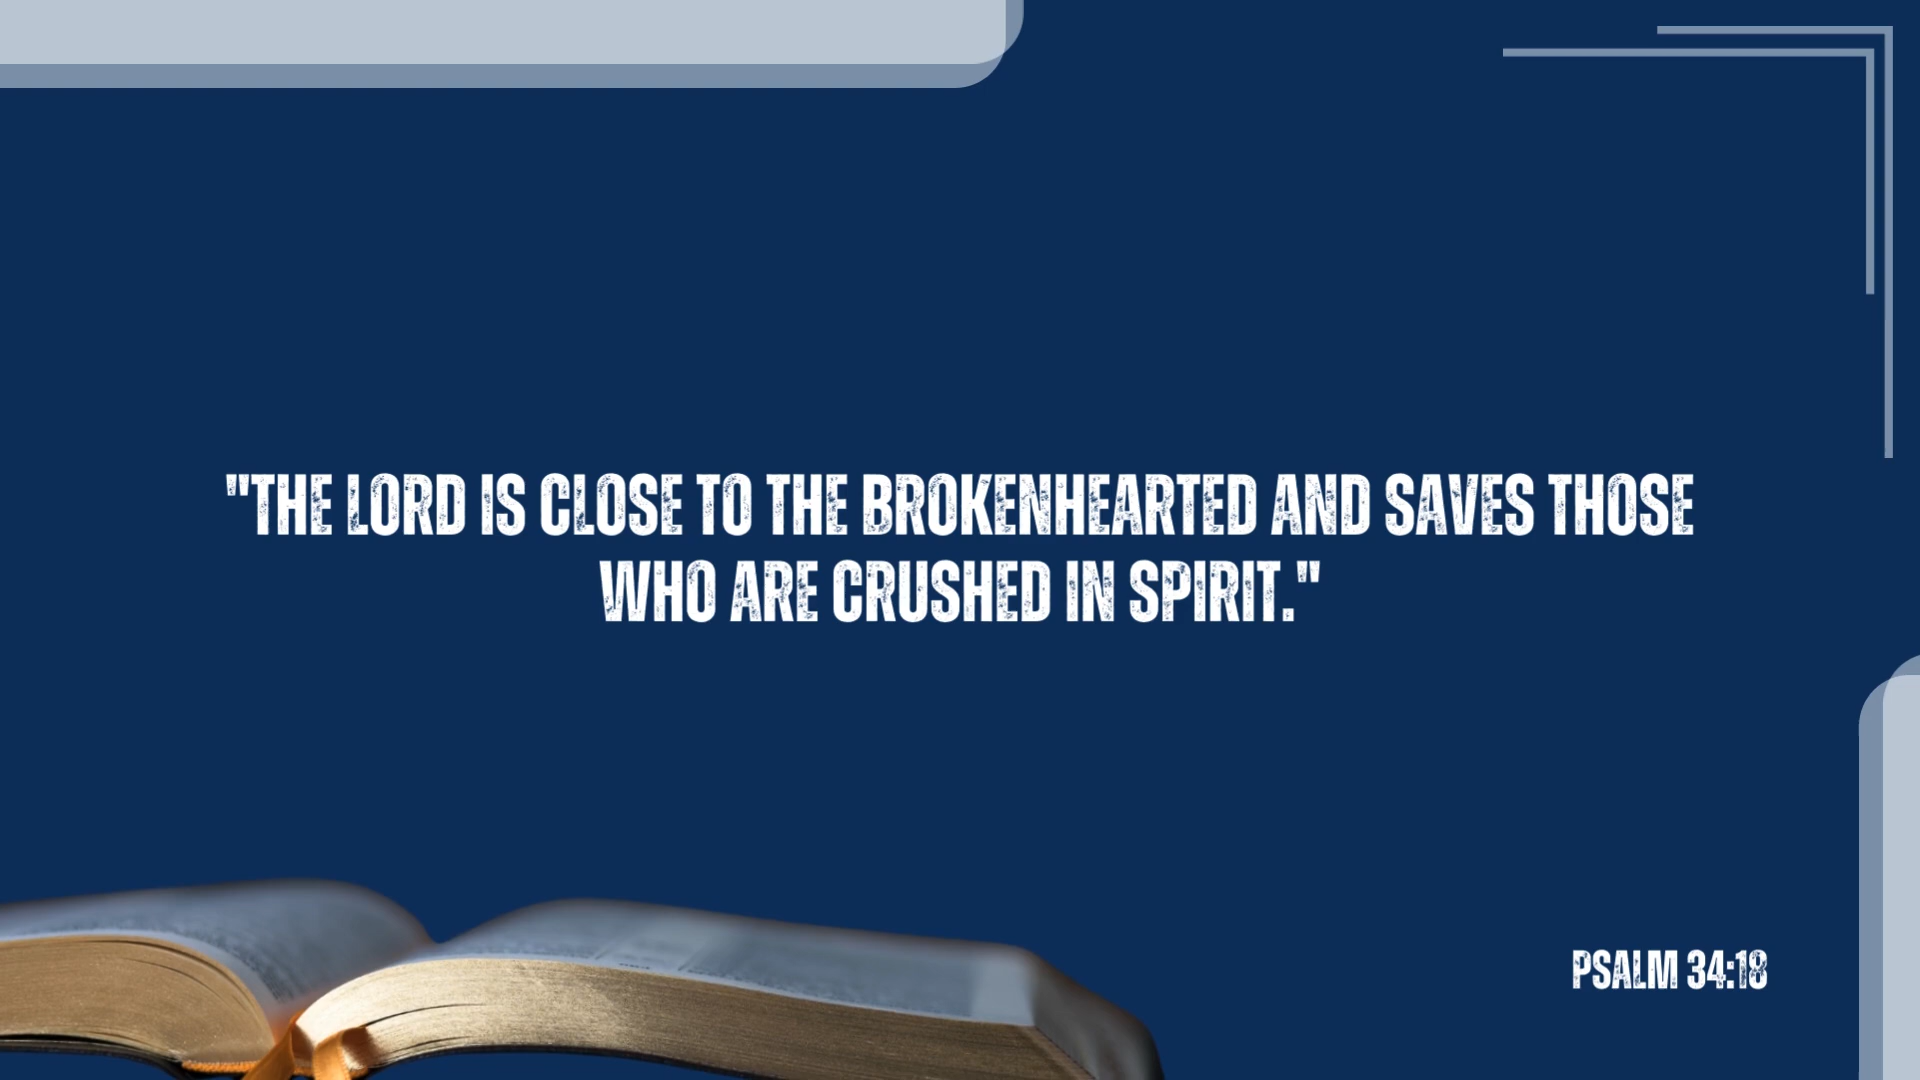 "THE LORD IS CLOSE TO THE BROKENHEARTED AND SAVES THOSE
WHO ARE CRUSHED IN SPIRIT."
PSALM 34:18